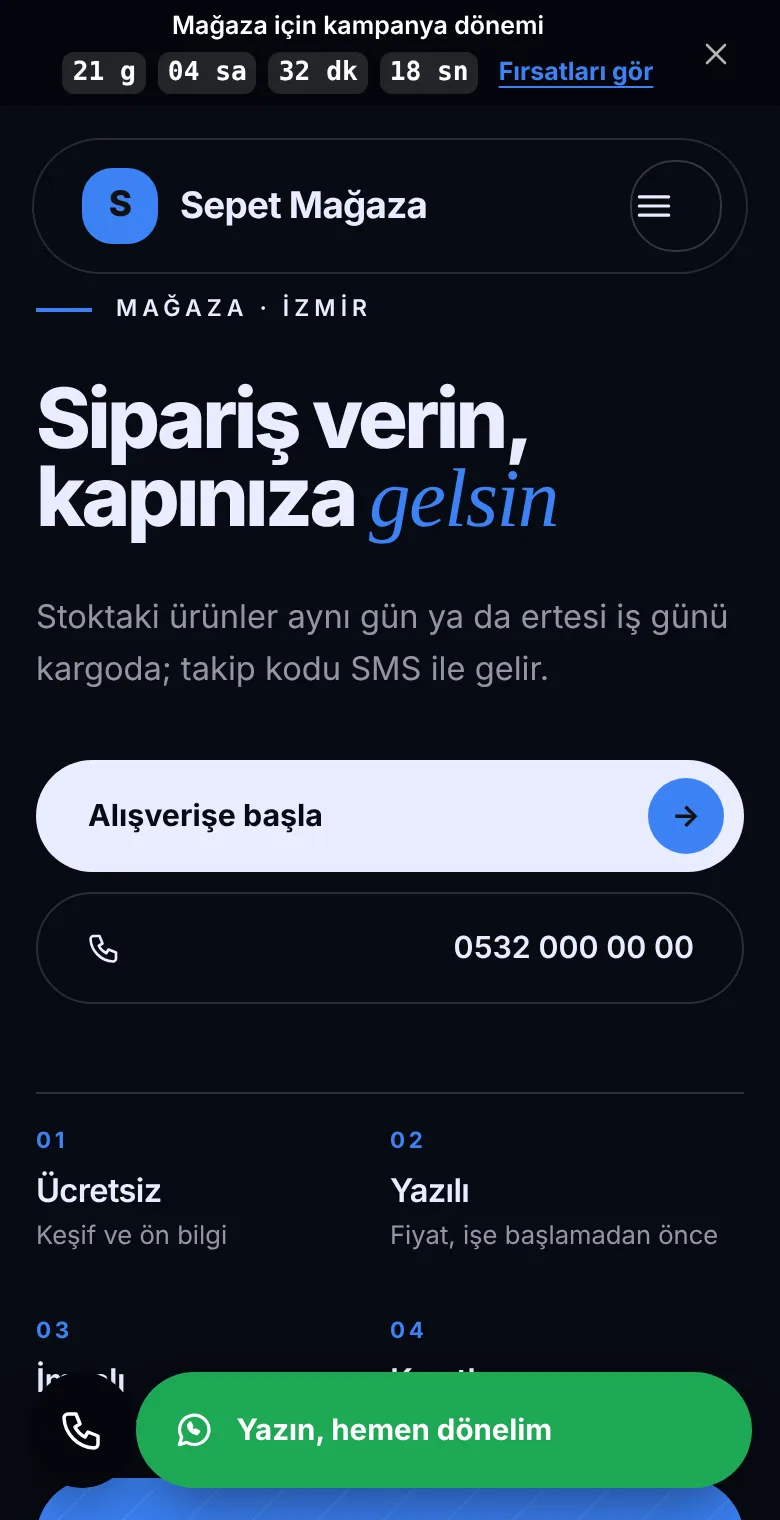 Mağaza için kampanya dönemi
21 g 04 sa 32 dk 18 sn Fırsatları gör
S Sepet Mağaza
MAĞAZA · İZMİR
Sipariş verin,
kapınıza gelsin
Stoktaki ürünler aynı gün ya da ertesi iş günü
kargoda; takip kodu SMS ile gelir.
Alışverişe başla
0532 000 00 00
01
Ücretsiz
Keşif ve ön bilgi
02
Yazılı
Fiyat, işe başlamadan önce
03
04
Yazın, hemen dönelim